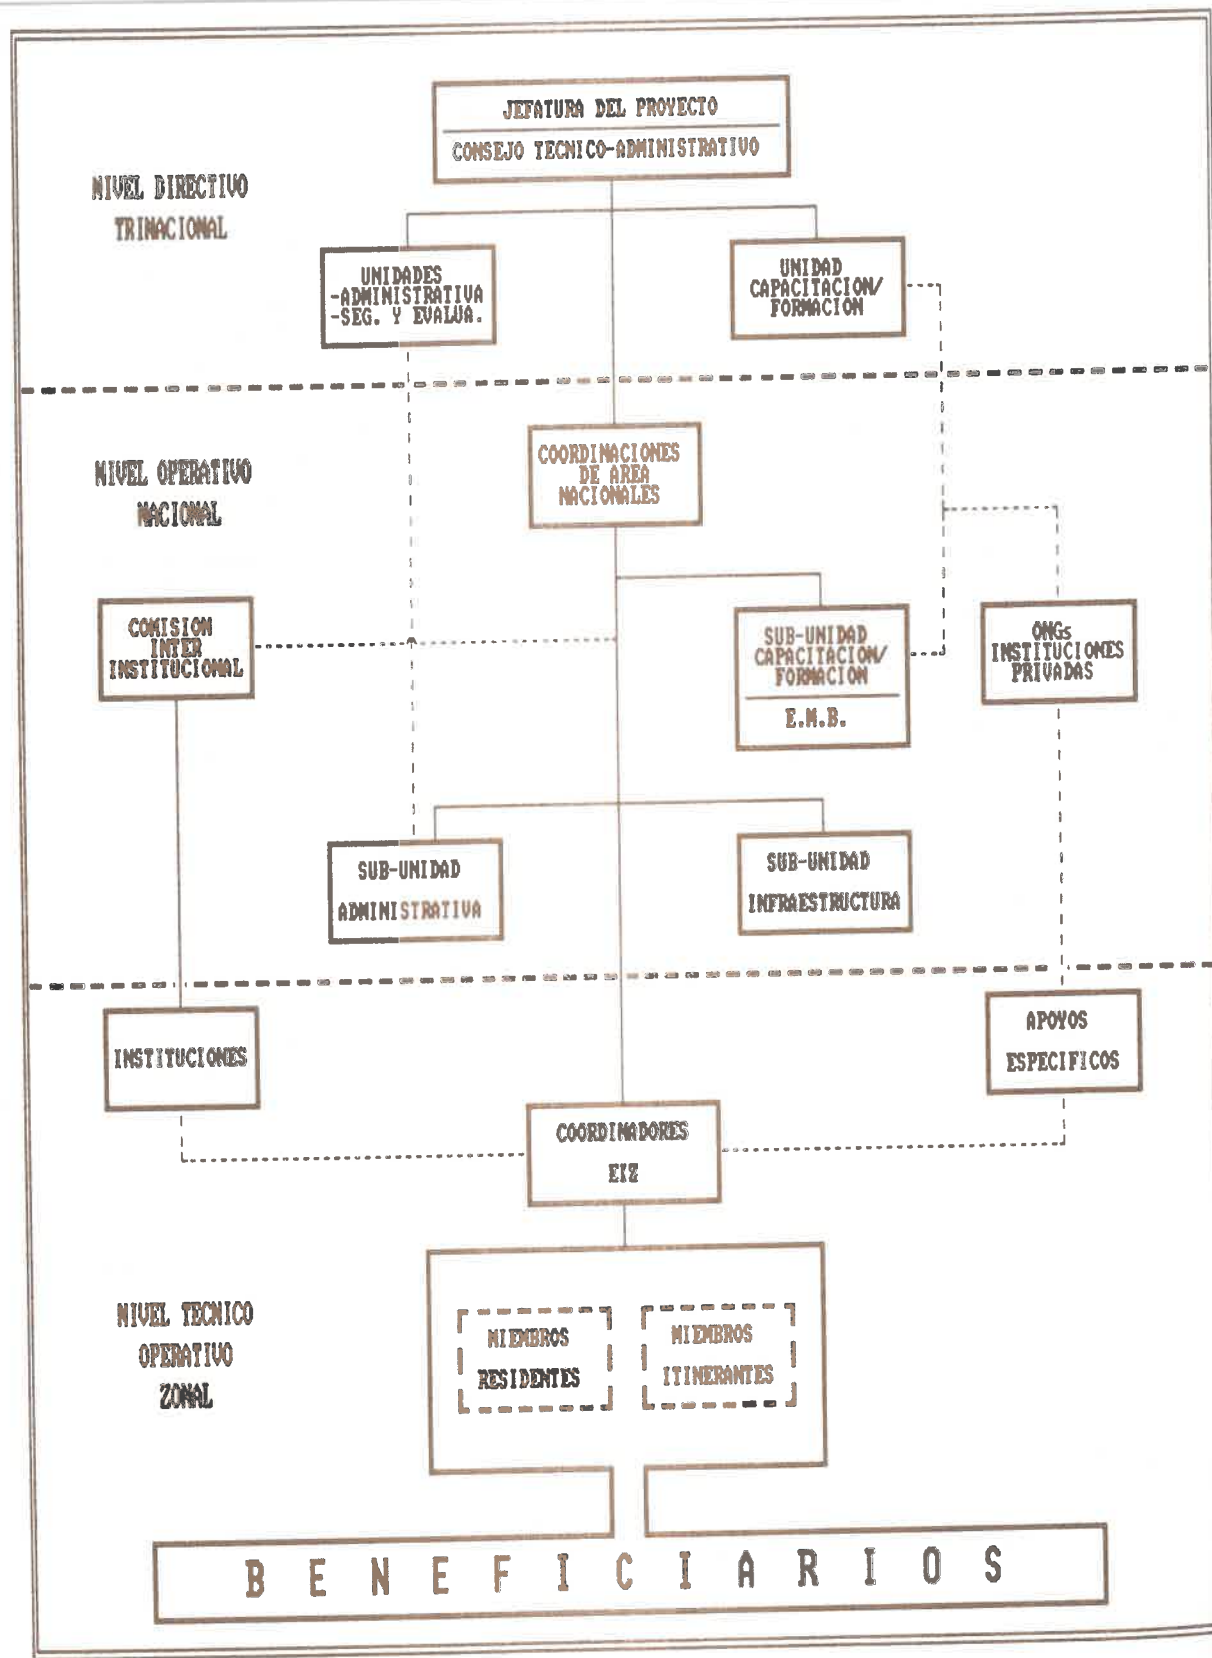 JEFATURA DEL PROYECTO
CONSEJO TECNICO-ADMINISTRATIVO
NIVEL DIRECTIVO
TRINACIONAL
UNIDADES
-ADMINISTRATIVA
-SEG. Y EVALUA.
UNIDAD
CAPACITACION/
FORMACION
NIVEL OPERATIVO
NACIONAL
COORDINACIONES
DE AREA
NACIONALES
COMISION
INTER
INSTITUCIONAL
SUB-UNIDAD
CAPACITACION/
FORMACION
E.M.B.
ONGs
INSTITUCIONES
PRIVADAS
SUB-UNIDAD
ADMINISTRATIVA
SUB-UNIDAD
INFRAESTRUCTURA
INSTITUCIONES
APOYOS
ESPECIFICOS
COORDINADORES
EIZ
NIVEL TECNICO
OPERATIVO
ZONAL
MIEMBROS
RESIDENTES
MIEMBROS
ITINERANTES
BENEFICIARIOS